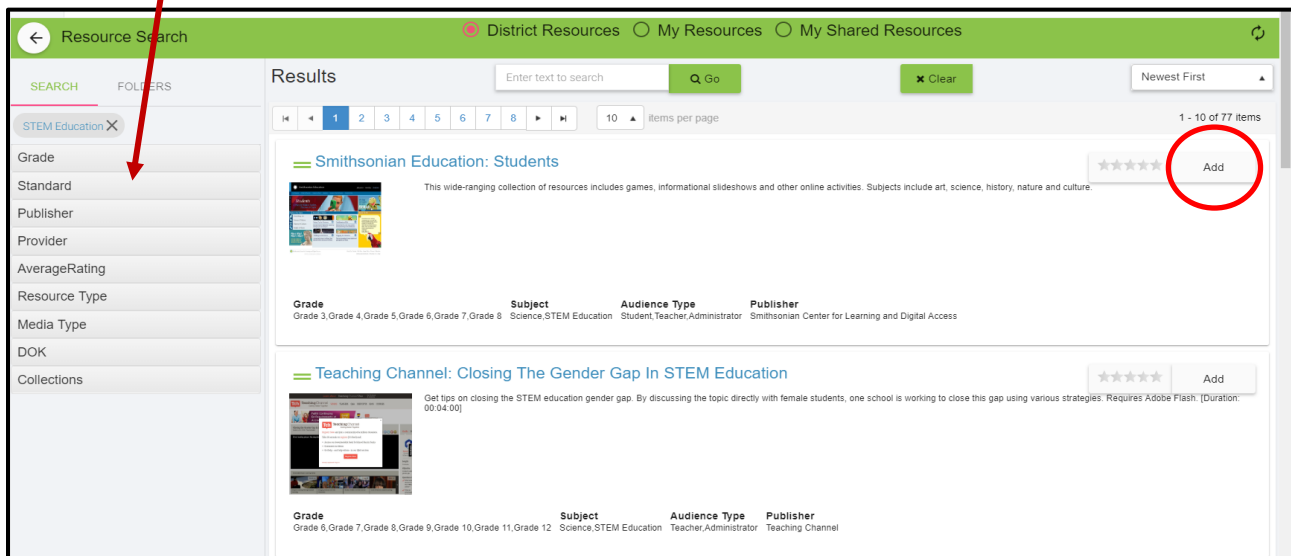 Resource Search
District Resources My Resources My Shared Resources
SEARCH FOLDERS
STEM Education
Grade
Standard
Publisher
Provider
AverageRating
Resource Type
Media Type
DOK
Collections
Results
Enter text to search
Go
Clear
Newest First
1 2 3 4 5 6 7 8
10 items per page
1 - 10 of 77 items
Smithsonian Education: Students
Add
This wide-ranging collection of resources includes games, informational slideshows and other online activities. Subjects include art, science, history, nature and culture.
Grade Subject Audience Type Publisher
Grade 3,Grade 4,Grade 5,Grade 6,Grade 7,Grade 8 Science,STEM Education Student,Teacher,Administrator Smithsonian Center for Learning and Digital Access
Teaching Channel: Closing The Gender Gap In STEM Education
Add
Get tips on closing the STEM education gender gap. By discussing the topic directly with female students, one school is working to close this gap using various strategies. Requires Adobe Flash. [Duration:
00:04:00]
Grade Subject Audience Type Publisher
Grade 6,Grade 7,Grade 8,Grade 9,Grade 10,Grade 11,Grade 12 Science,STEM Education Teacher,Administrator Teaching Channel